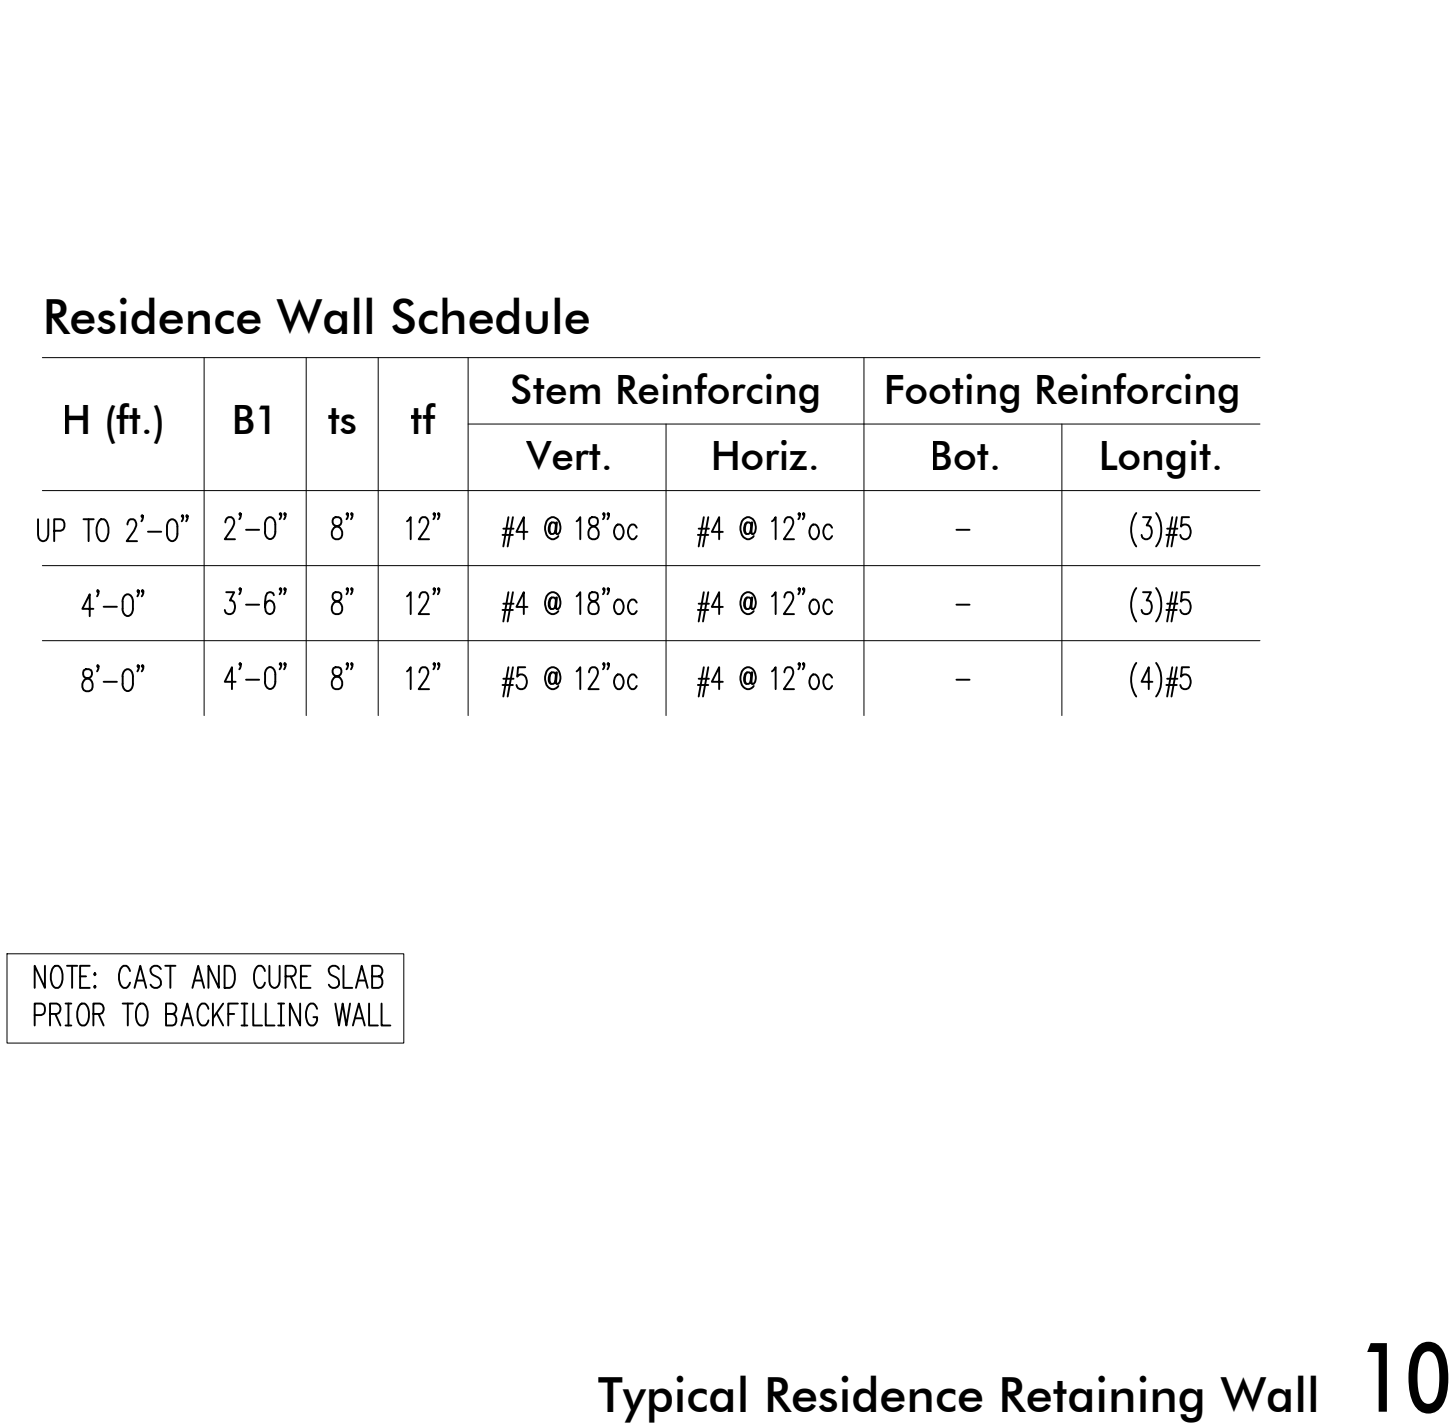 Residence Wall Schedule
H (ft.) B1 ts tf Stem Reinforcing Footing Reinforcing
Vert. Horiz. Bot. Longit.
UP TO 2'-0" 2'-0" 8" 12" #4 @ 18"oc #4 @ 12"oc - (3)#5
4'-0" 3'-6" 8" 12" #4 @ 18"oc #4 @ 12"oc - (3)#5
8'-0" 4'-0" 8" 12" #5 @ 12"oc #4 @ 12"oc - (4)#5
NOTE: CAST AND CURE SLAB
PRIOR TO BACKFILLING WALL
Typical Residence Retaining Wall 10